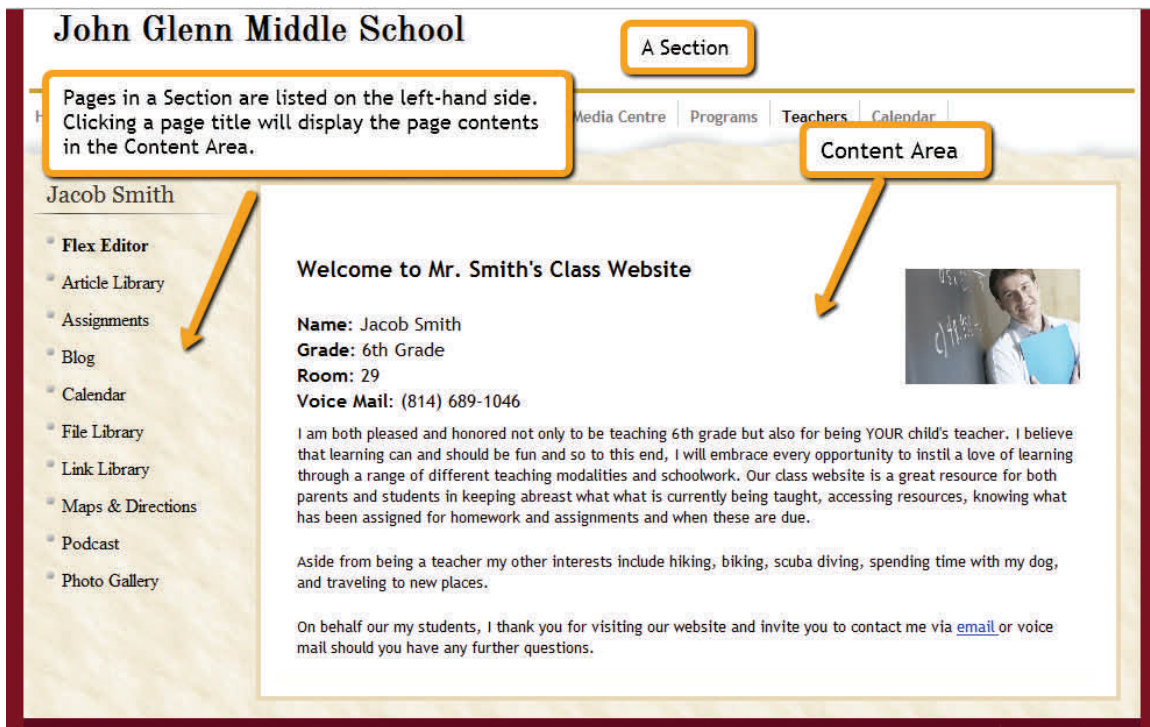 John Glenn Middle School
A Section
Pages in a Section are listed on the left-hand side.
Clicking a page title will display the page contents
in the Content Area.
Media Centre Programs Teachers Calendar
Content Area
Jacob Smith
Flex Editor
Article Library
Assignments
Blog
Calendar
File Library
Link Library
Maps & Directions
Podcast
Photo Gallery
Welcome to Mr. Smith's Class Website
Name: Jacob Smith
Grade: 6th Grade
Room: 29
Voice Mail: (814) 689-1046
I am both pleased and honored not only to be teaching 6th grade but also for being YOUR child's teacher. I believe
that learning can and should be fun and so to this end, I will embrace every opportunity to instil a love of learning
through a range of different teaching modalities and schoolwork. Our class website is a great resource for both
parents and students in keeping abreast what what is currently being taught, accessing resources, knowing what
has been assigned for homework and assignments and when these are due.
Aside from being a teacher my other interests include hiking, biking, scuba diving, spending time with my dog,
and traveling to new places.
On behalf our my students, I thank you for visiting our website and invite you to contact me via email or voice
mail should you have any further questions.